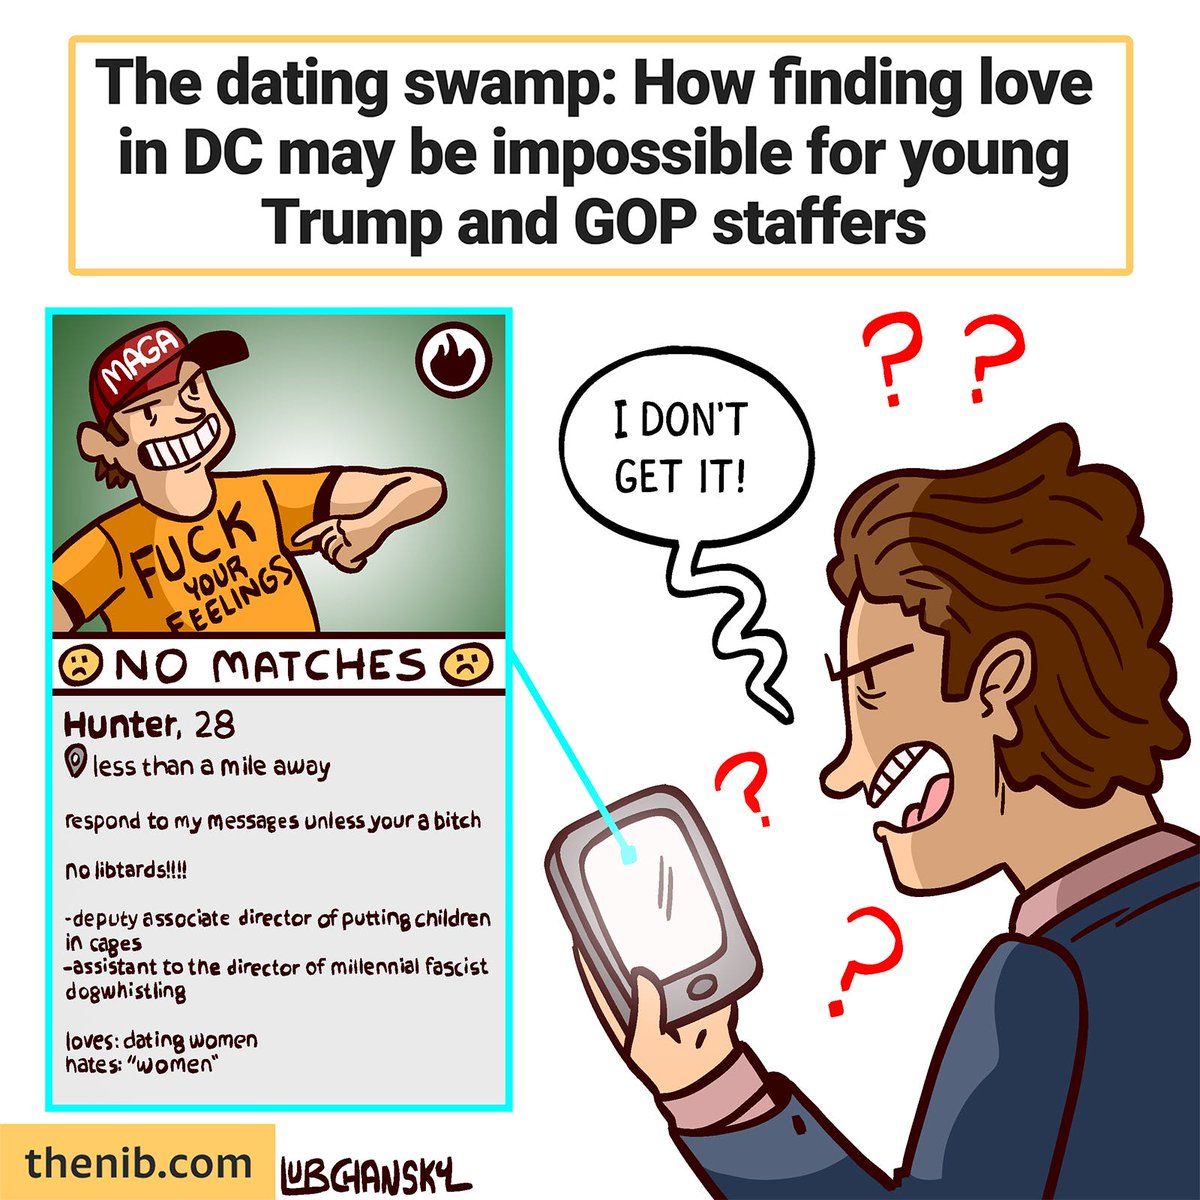 The dating swamp: How finding love
in DC may be impossible for young
Trump and GOP staffers
MAGA
FUCK
YOUR
FEELINGS
NO MATCHES
Hunter, 28
less than a mile away
respond to my messages unless your a bitch
no libtards!!!!
-deputy associate director of putting children
in cages
-assistant to the director of millennial fascist
dogwhistling
loves: dating women
hates: "women"
I DON'T
GET IT!
? ?
?
?
thenib.com
LUBCHANSKY